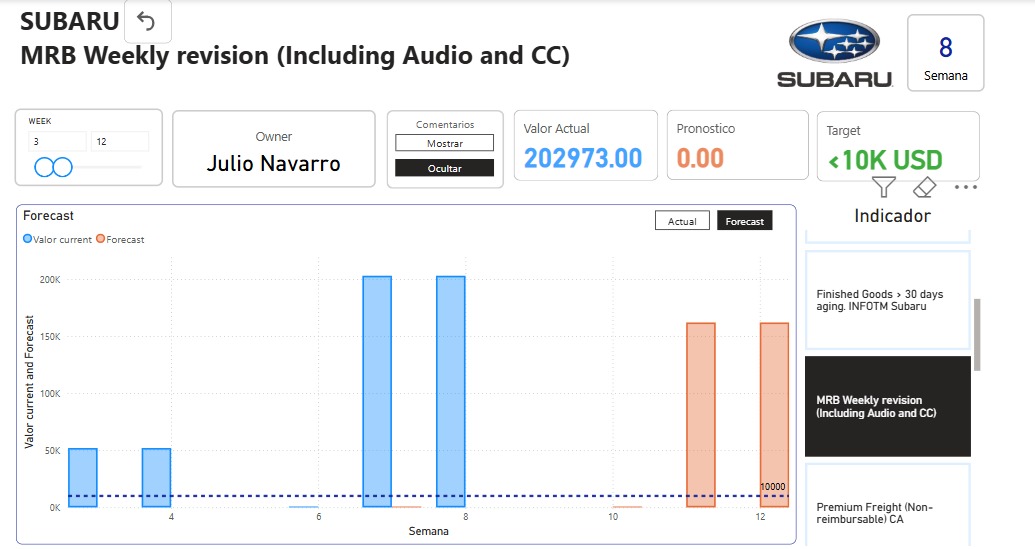 SUBARU
MRB Weekly revision (Including Audio and CC)
SUBARU
8
Semana
WEEK
3
12
Owner
Julio Navarro
Comentarios
Mostrar
Ocultar
Valor Actual
202973.00
Pronostico
0.00
Target
<10K USD
Forecast
Actual
Forecast
Valor current
Forecast
Valor current and Forecast
200K
150K
100K
50K
0K
10000
4
6
8
10
12
Semana
Indicador
Finished Goods > 30 days
aging. INFOTM Subaru
MRB Weekly revision
(Including Audio and CC)
Premium Freight (Non-
reimbursable) CA